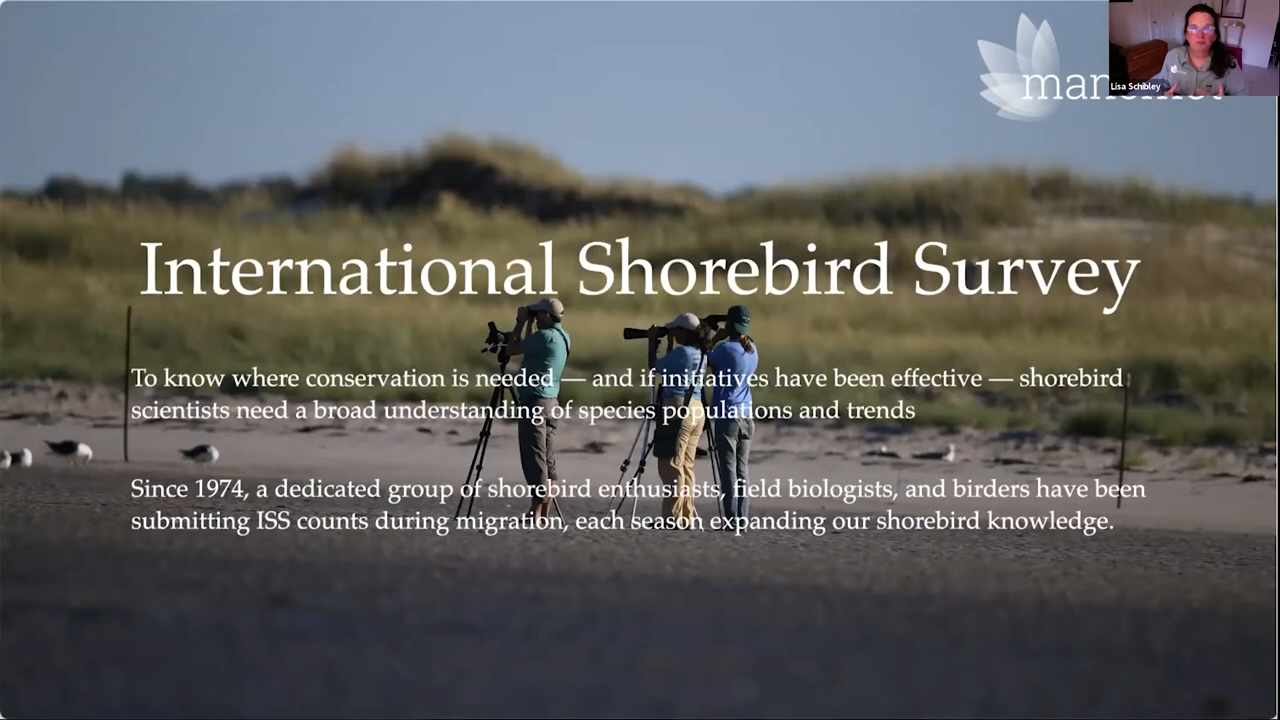 Lisa Schibley
International Shorebird Survey
To know where conservation is needed — and if initiatives have been effective — shorebird
scientists need a broad understanding of species populations and trends
Since 1974, a dedicated group of shorebird enthusiasts, field biologists, and birders have been
submitting ISS counts during migration, each season expanding our shorebird knowledge.